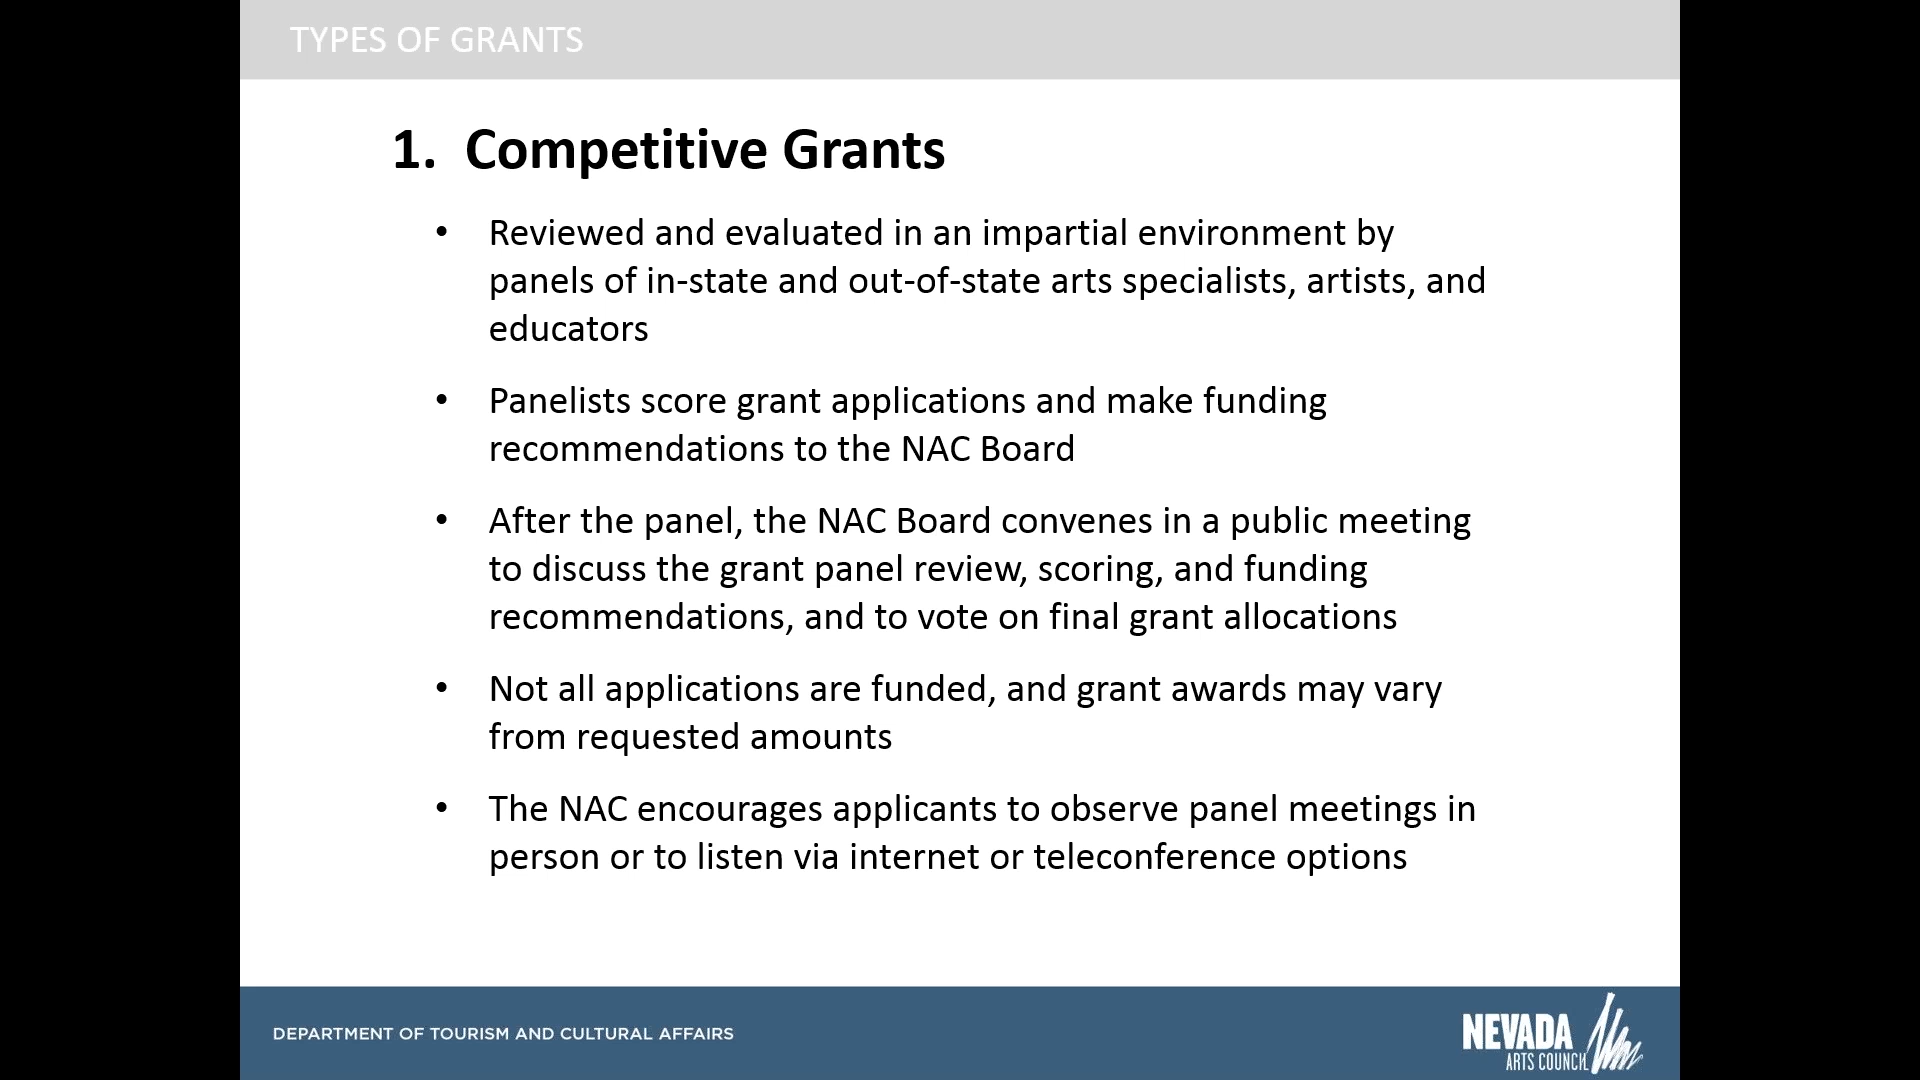 TYPES OF GRANTS
1. Competitive Grants
• Reviewed and evaluated in an impartial environment by
panels of in-state and out-of-state arts specialists, artists, and
educators
• Panelists score grant applications and make funding
recommendations to the NAC Board
• After the panel, the NAC Board convenes in a public meeting
to discuss the grant panel review, scoring, and funding
recommendations, and to vote on final grant allocations
• Not all applications are funded, and grant awards may vary
from requested amounts
• The NAC encourages applicants to observe panel meetings in
person or to listen via internet or teleconference options
DEPARTMENT OF TOURISM AND CULTURAL AFFAIRS
NEVADA
ARTS COUNCIL